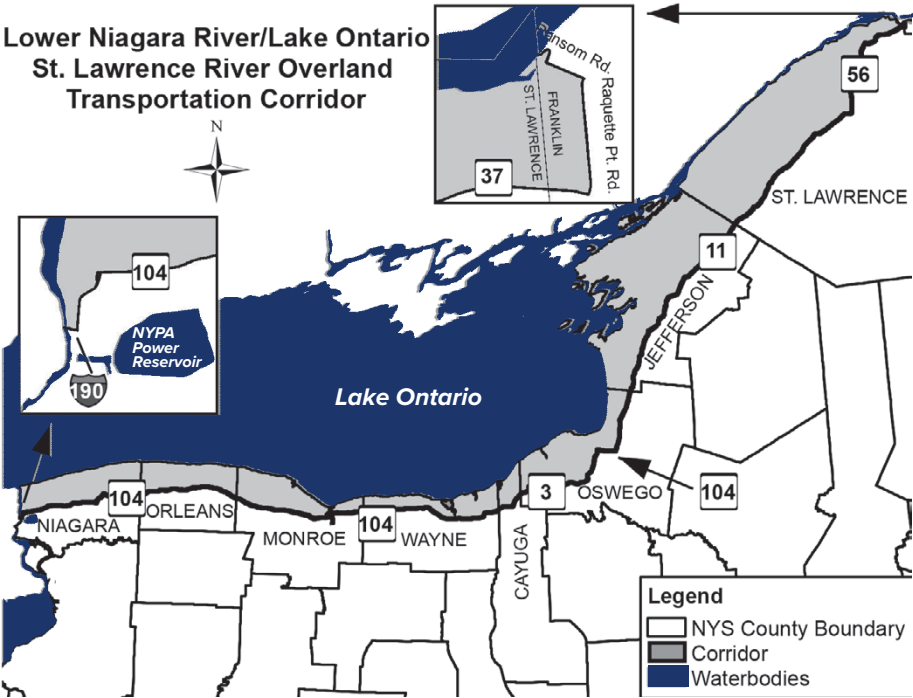 Lower Niagara River/Lake Ontario
St. Lawrence River Overland
Transportation Corridor
N
Ransom Rd.
Raquette Pt. Rd.
FRANKLIN
ST. LAWRENCE
37
56
ST. LAWRENCE
11
JEFFERSON
104
NYPA
Power
Reservoir
190
Lake Ontario
104
NIAGARA
ORLEANS
MONROE
104
WAYNE
CAYUGA
3
OSWEGO
104
Legend
NYS County Boundary
Corridor
Waterbodies